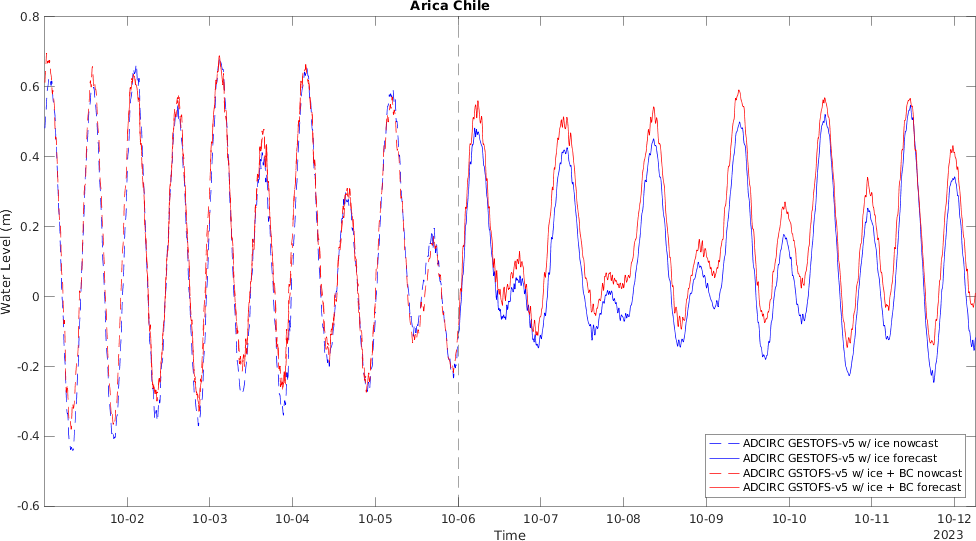 Arica Chile
Water Level (m)
0.8
0.6
0.4
0.2
0
-0.2
-0.4
-0.6
10-02 10-03 10-04 10-05 10-06 10-07 10-08 10-09 10-10 10-11 10-12
2023
Time
ADCIRC GESTOFS-v5 w/ ice nowcast
ADCIRC GESTOFS-v5 w/ ice forecast
ADCIRC GSTOFS-v5 w/ ice + BC nowcast
ADCIRC GSTOFS-v5 w/ ice + BC forecast